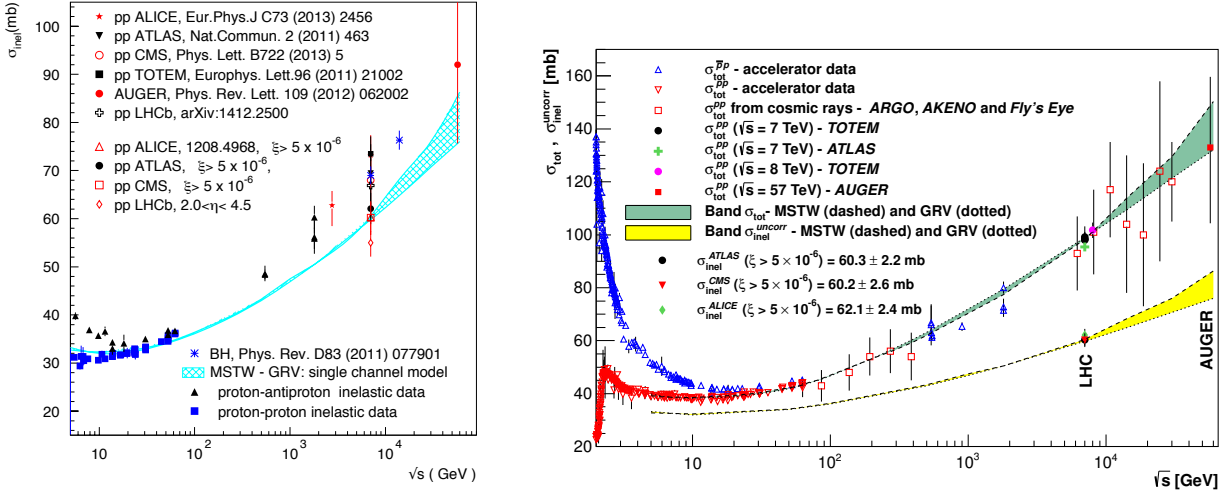 σinel(mb)
100
90
80
70
60
50
40
30
20
pp ALICE, Eur.Phys.J C73 (2013) 2456
pp ATLAS, Nat.Commun. 2 (2011) 463
pp CMS, Phys. Lett. B722 (2013) 5
pp TOTEM, Europhys. Lett.96 (2011) 21002
AUGER, Phys. Rev. Lett. 109 (2012) 062002
pp LHCb, arXiv:1412.2500
pp ALICE, 1208.4968, ξ> 5 x 10⁻⁶
pp ATLAS, ξ> 5 x 10⁻⁶,
pp CMS, ξ> 5 x 10⁻⁶
pp LHCb, 2.0<η< 4.5
BH, Phys. Rev. D83 (2011) 077901
MSTW - GRV: single channel model
proton-antiproton inelastic data
proton-proton inelastic data
10 10² 10³ 10⁴
√s ( GeV)
σtot , σinel^uncorr [mb]
160
140
120
100
80
60
40
20
σtot^p̅p - accelerator data
σtot^pp - accelerator data
σtot^pp from cosmic rays - ARGO, AKENO and Fly's Eye
σtot^pp (√s = 7 TeV) - TOTEM
σtot^pp (√s = 7 TeV) - ATLAS
σtot^pp (√s = 8 TeV) - TOTEM
σtot^pp (√s = 57 TeV) - AUGER
Band σtot- MSTW (dashed) and GRV (dotted)
Band σinel^uncorr - MSTW (dashed) and GRV (dotted)
σinel^ATLAS (ξ > 5 × 10⁻⁶) = 60.3 ± 2.2 mb
σinel^CMS (ξ > 5 × 10⁻⁶) = 60.2 ± 2.6 mb
σinel^ALICE (ξ > 5 × 10⁻⁶) = 62.1 ± 2.4 mb
LHC
AUGER
10 10² 10³ 10⁴
√s [GeV]